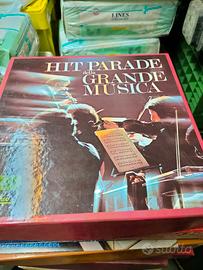 LINES
HIT PARADE
della
GRANDE
MUSICA
subito